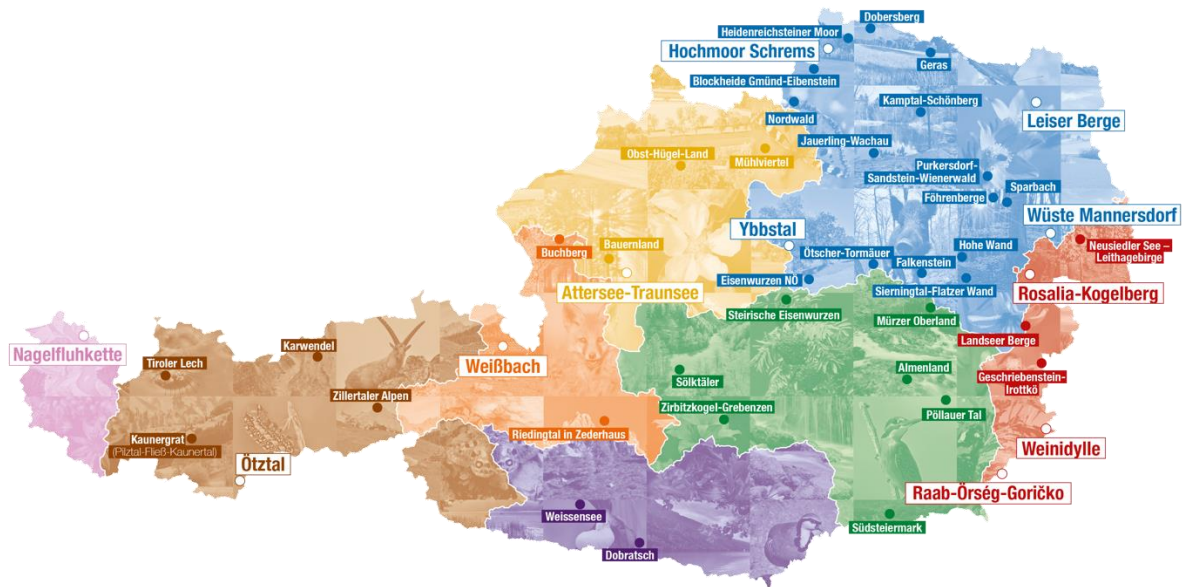 Dobersberg
Heidenreichsteiner Moor
Hochmoor Schrems
Geras
Blockheide Gmünd-Eibenstein
Kamptal-Schönberg
Leiser Berge
Nordwald
Jauerling-Wachau
Obst-Hügel-Land
Mühlviertel
Purkersdorf-
Sandstein-Wienerwald
Sparbach
Föhrenberge
Wüste Mannersdorf
Ybbstal
Buchberg
Bauernland
Hohe Wand
Neusiedler See –
Leithagebirge
Ötscher-Tormäuer
Falkenstein
Eisenwurzen NÖ
Attersee-Traunsee
Sierningtal-Flatzer Wand
Rosalia-Kogelberg
Steirische Eisenwurzen
Mürzer Oberland
Landseer Berge
Nagelfluhkette
Karwendel
Tiroler Lech
Weißbach
Almenland
Geschriebenstein-
Irottkö
Sölktäler
Zillertaler Alpen
Zirbitzkogel-Grebenzen
Pöllauer Tal
Riedingtal in Zederhaus
Kaunergrat
(Pilztal-Fließ-Kaunertal)
Weinidylle
Ötztal
Raab-Örség-Goričko
Weissensee
Südsteiermark
Dobratsch